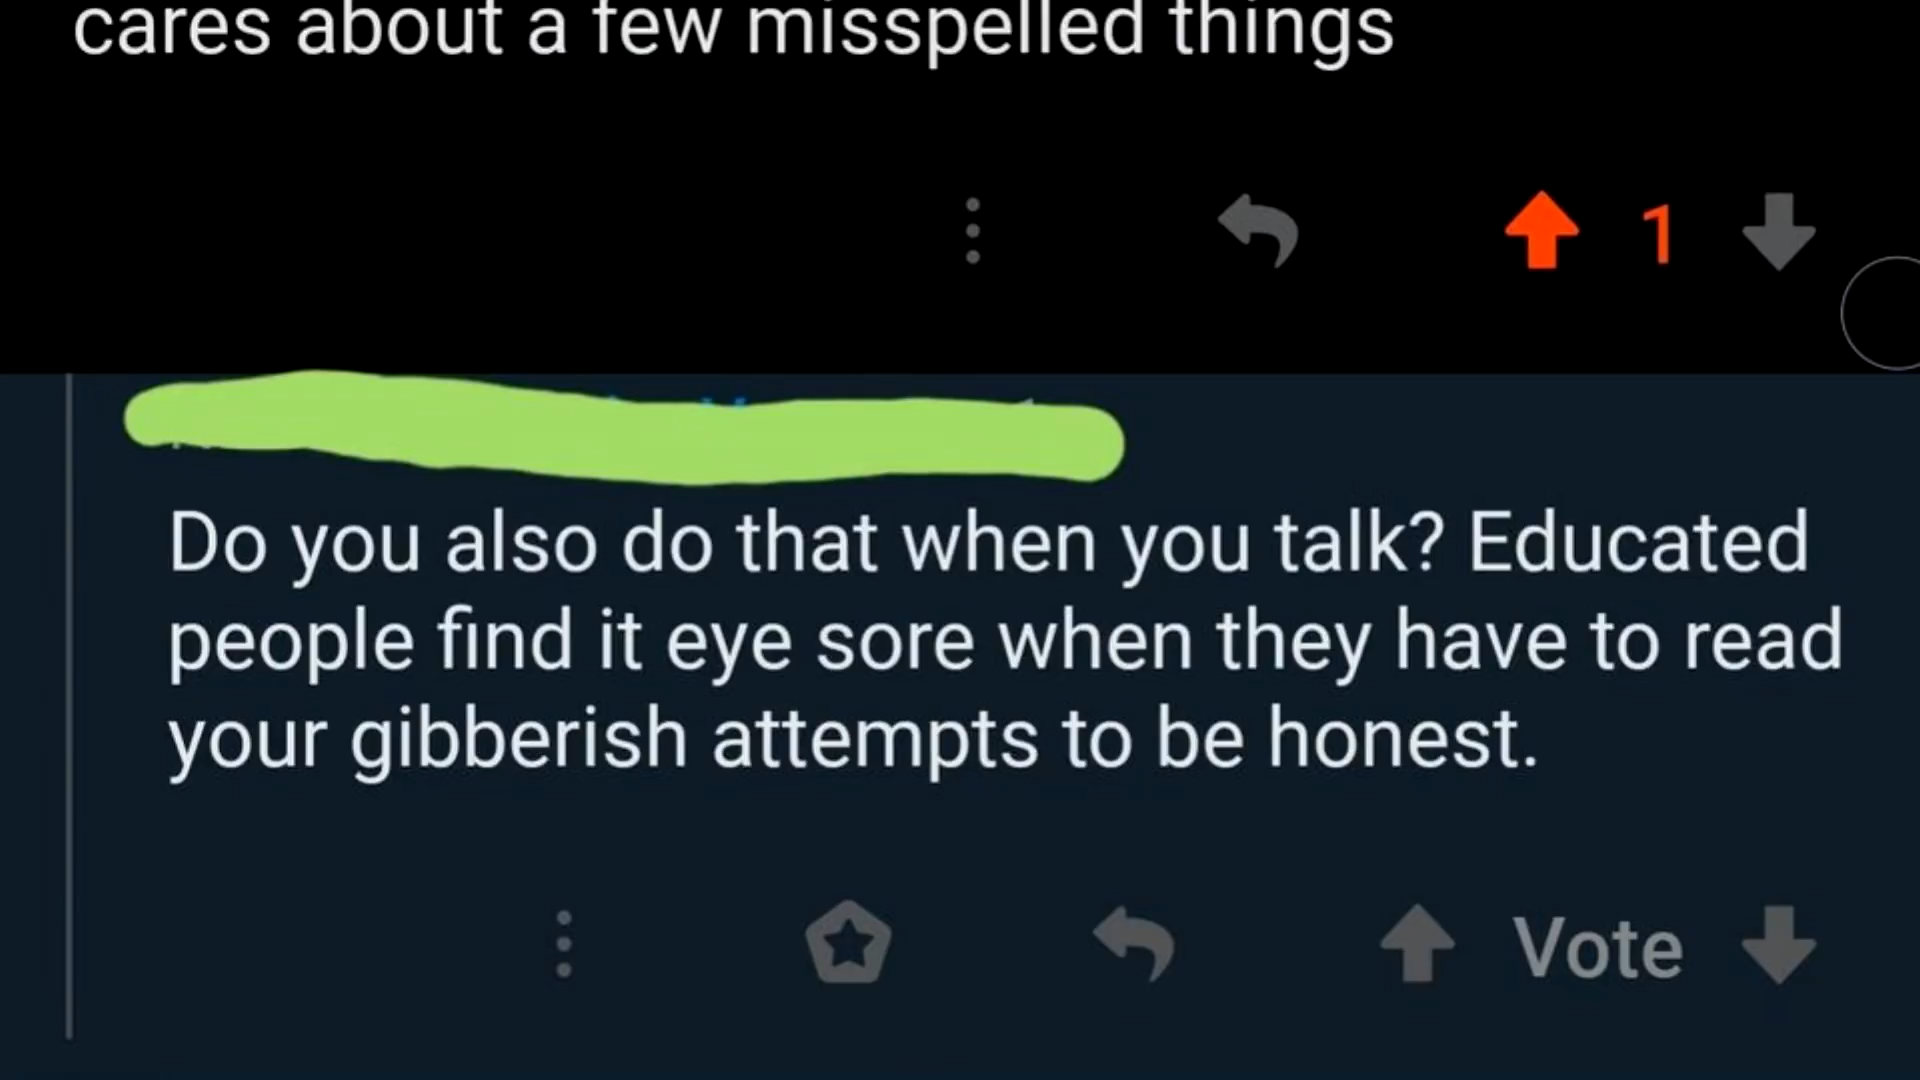 cares about a few misspelled things
1
Do you also do that when you talk? Educated
people find it eye sore when they have to read
your gibberish attempts to be honest.
Vote